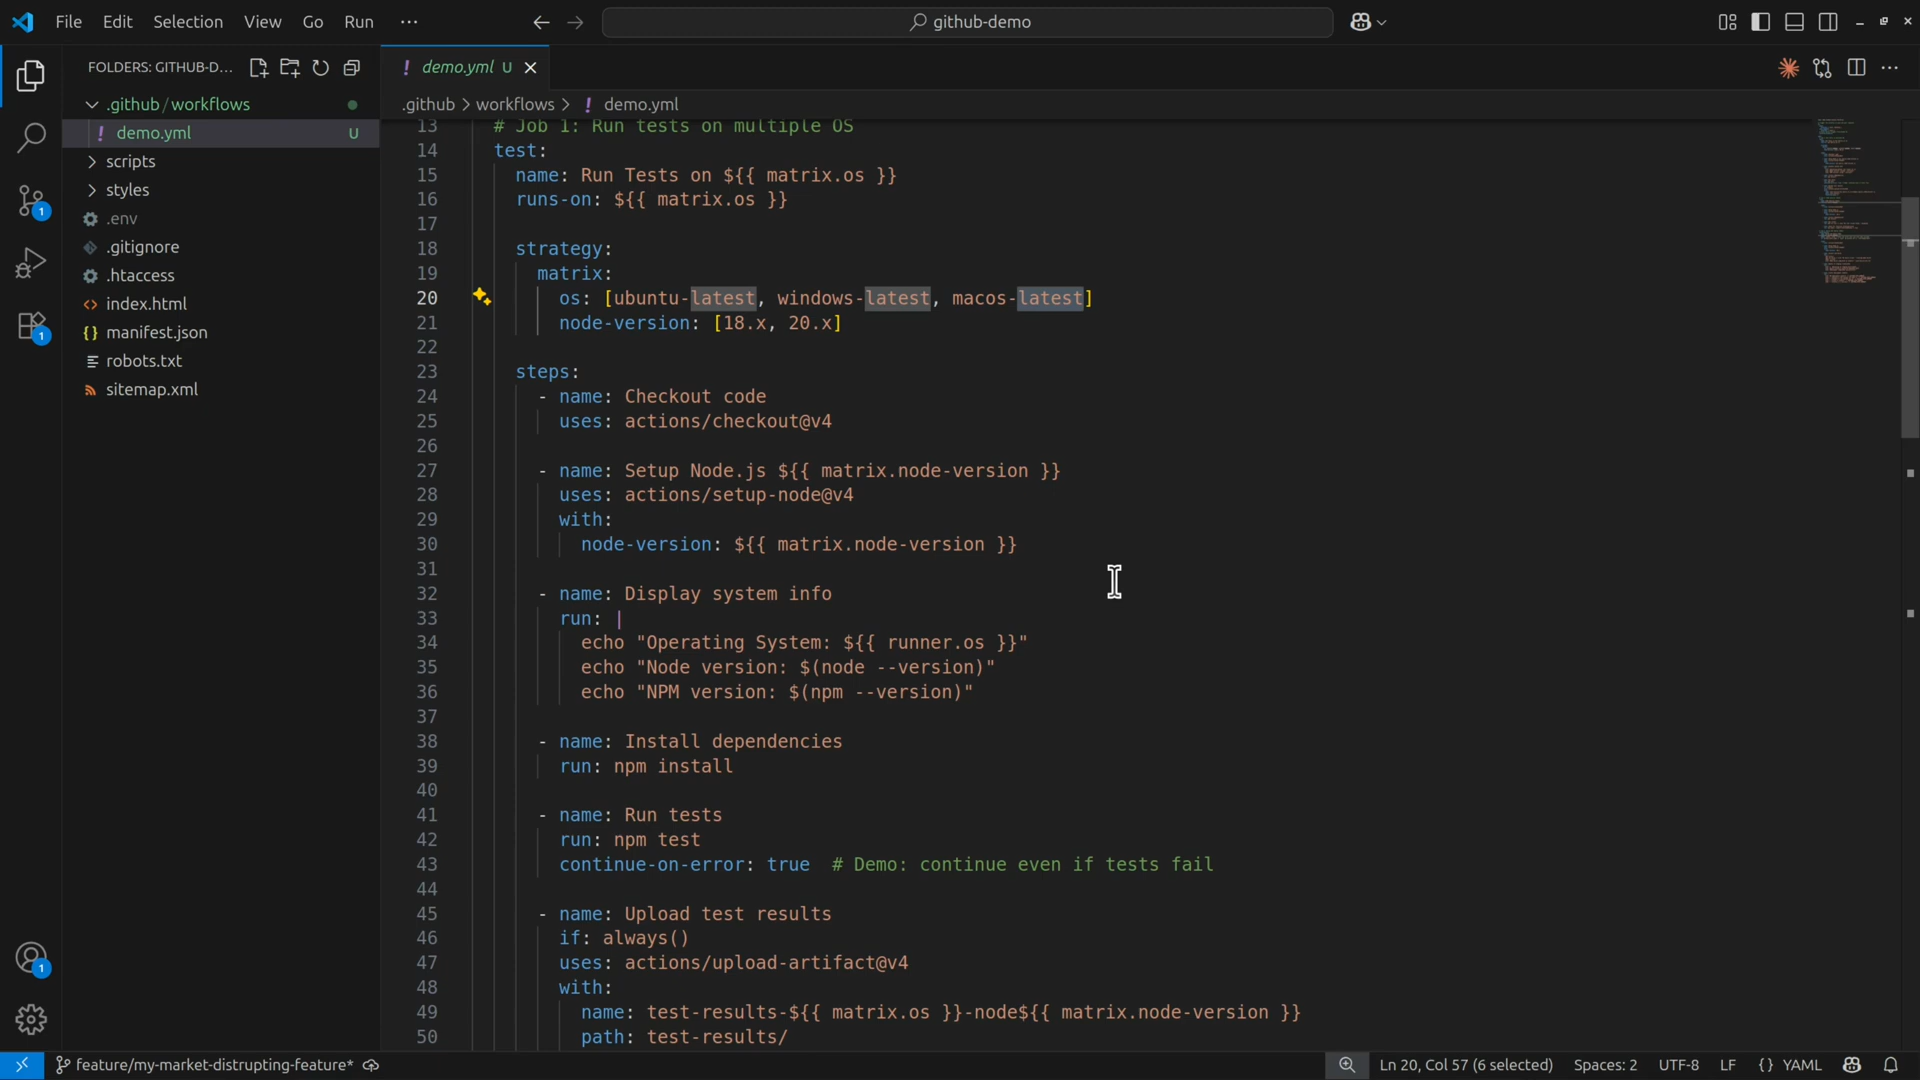 File Edit Selection View Go Run ··· github-demo
FOLDERS: GITHUB-D...
.github / workflows
! demo.yml U
scripts
styles
.env
.gitignore
.htaccess
index.html
manifest.json
robots.txt
sitemap.xml
1
1
1
! demo.yml U
.github > workflows > ! demo.yml
13 # Job 1: Run tests on multiple OS
14 test:
15 name: Run Tests on ${{ matrix.os }}
16 runs-on: ${{ matrix.os }}
17
18 strategy:
19 matrix:
20 os: [ubuntu-latest, windows-latest, macos-latest]
21 node-version: [18.x, 20.x]
22
23 steps:
24 - name: Checkout code
25 uses: actions/checkout@v4
26
27 - name: Setup Node.js ${{ matrix.node-version }}
28 uses: actions/setup-node@v4
29 with:
30 node-version: ${{ matrix.node-version }}
31
32 - name: Display system info
33 run: |
34 echo "Operating System: ${{ runner.os }}"
35 echo "Node version: $(node --version)"
36 echo "NPM version: $(npm --version)"
37
38 - name: Install dependencies
39 run: npm install
40
41 - name: Run tests
42 run: npm test
43 continue-on-error: true # Demo: continue even if tests fail
44
45 - name: Upload test results
46 if: always()
47 uses: actions/upload-artifact@v4
48 with:
49 name: test-results-${{ matrix.os }}-node${{ matrix.node-version }}
50 path: test-results/
feature/my-market-distrupting-feature* Ln 20, Col 57 (6 selected) Spaces: 2 UTF-8 LF {} YAML